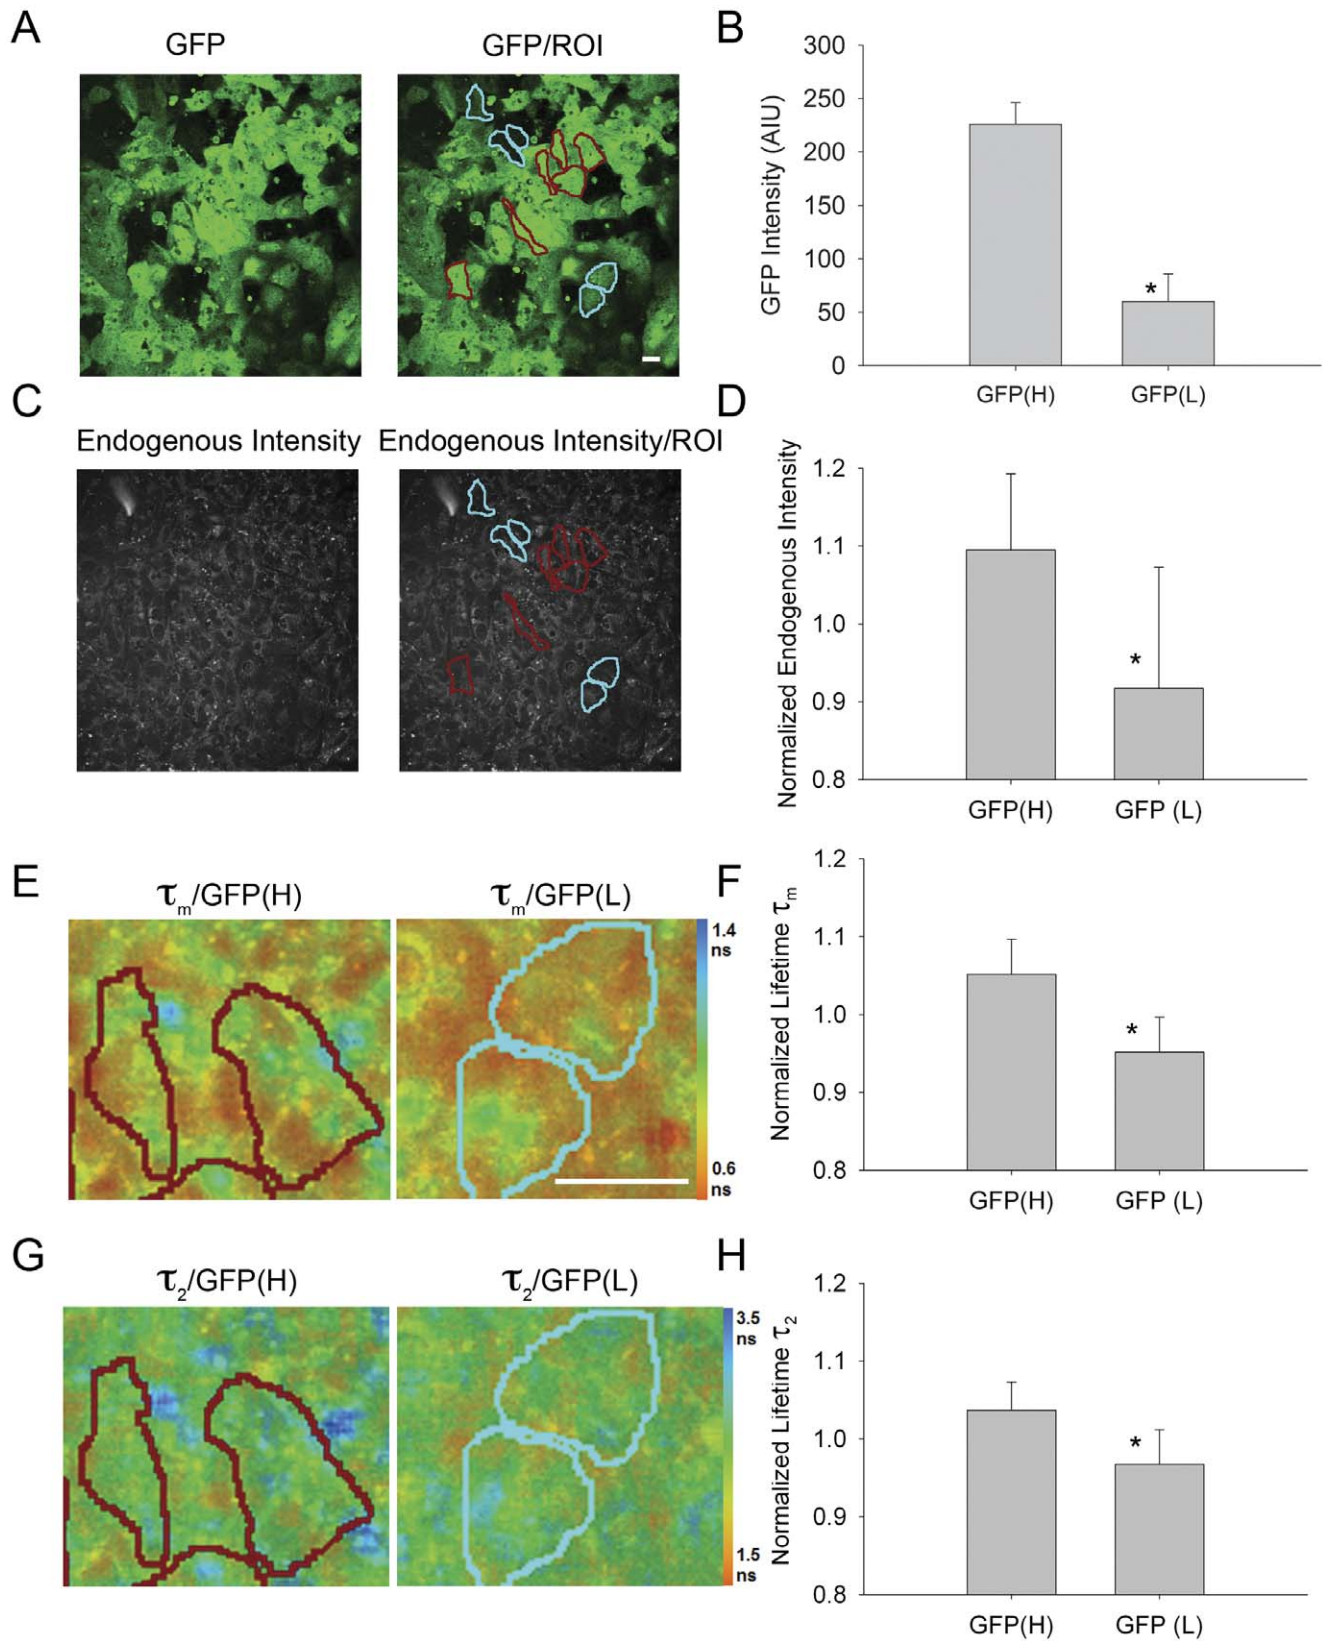 A
GFP
GFP/ROI
B
GFP Intensity (AIU)
300
250
200
150
100
50
0
*
GFP(H)
GFP(L)
C
Endogenous Intensity
Endogenous Intensity/ROI
D
Normalized Endogenous Intensity
1.2
1.1
1.0
0.9
0.8
*
GFP(H)
GFP (L)
E
τm/GFP(H)
τm/GFP(L)
1.4
ns
0.6
ns
F
Normalized Lifetime τm
1.2
1.1
1.0
0.9
0.8
*
GFP(H)
GFP (L)
G
τ2/GFP(H)
τ2/GFP(L)
3.5
ns
1.5
ns
H
Normalized Lifetime τ2
1.2
1.1
1.0
0.9
0.8
*
GFP(H)
GFP (L)